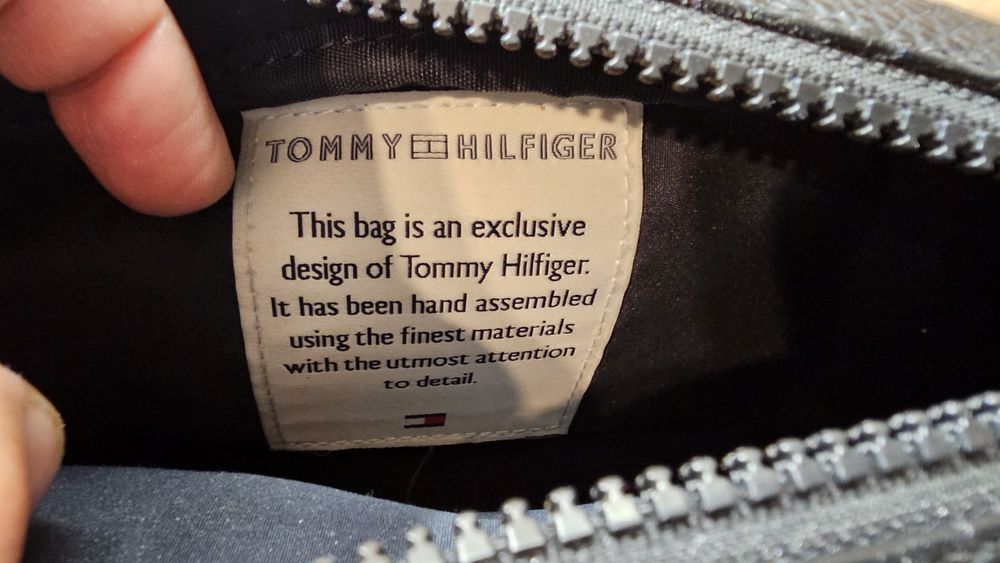 TOMMY HILFIGER
This bag is an exclusive
design of Tommy Hilfiger.
It has been hand assembled
using the finest materials
with the utmost attention
to detail.